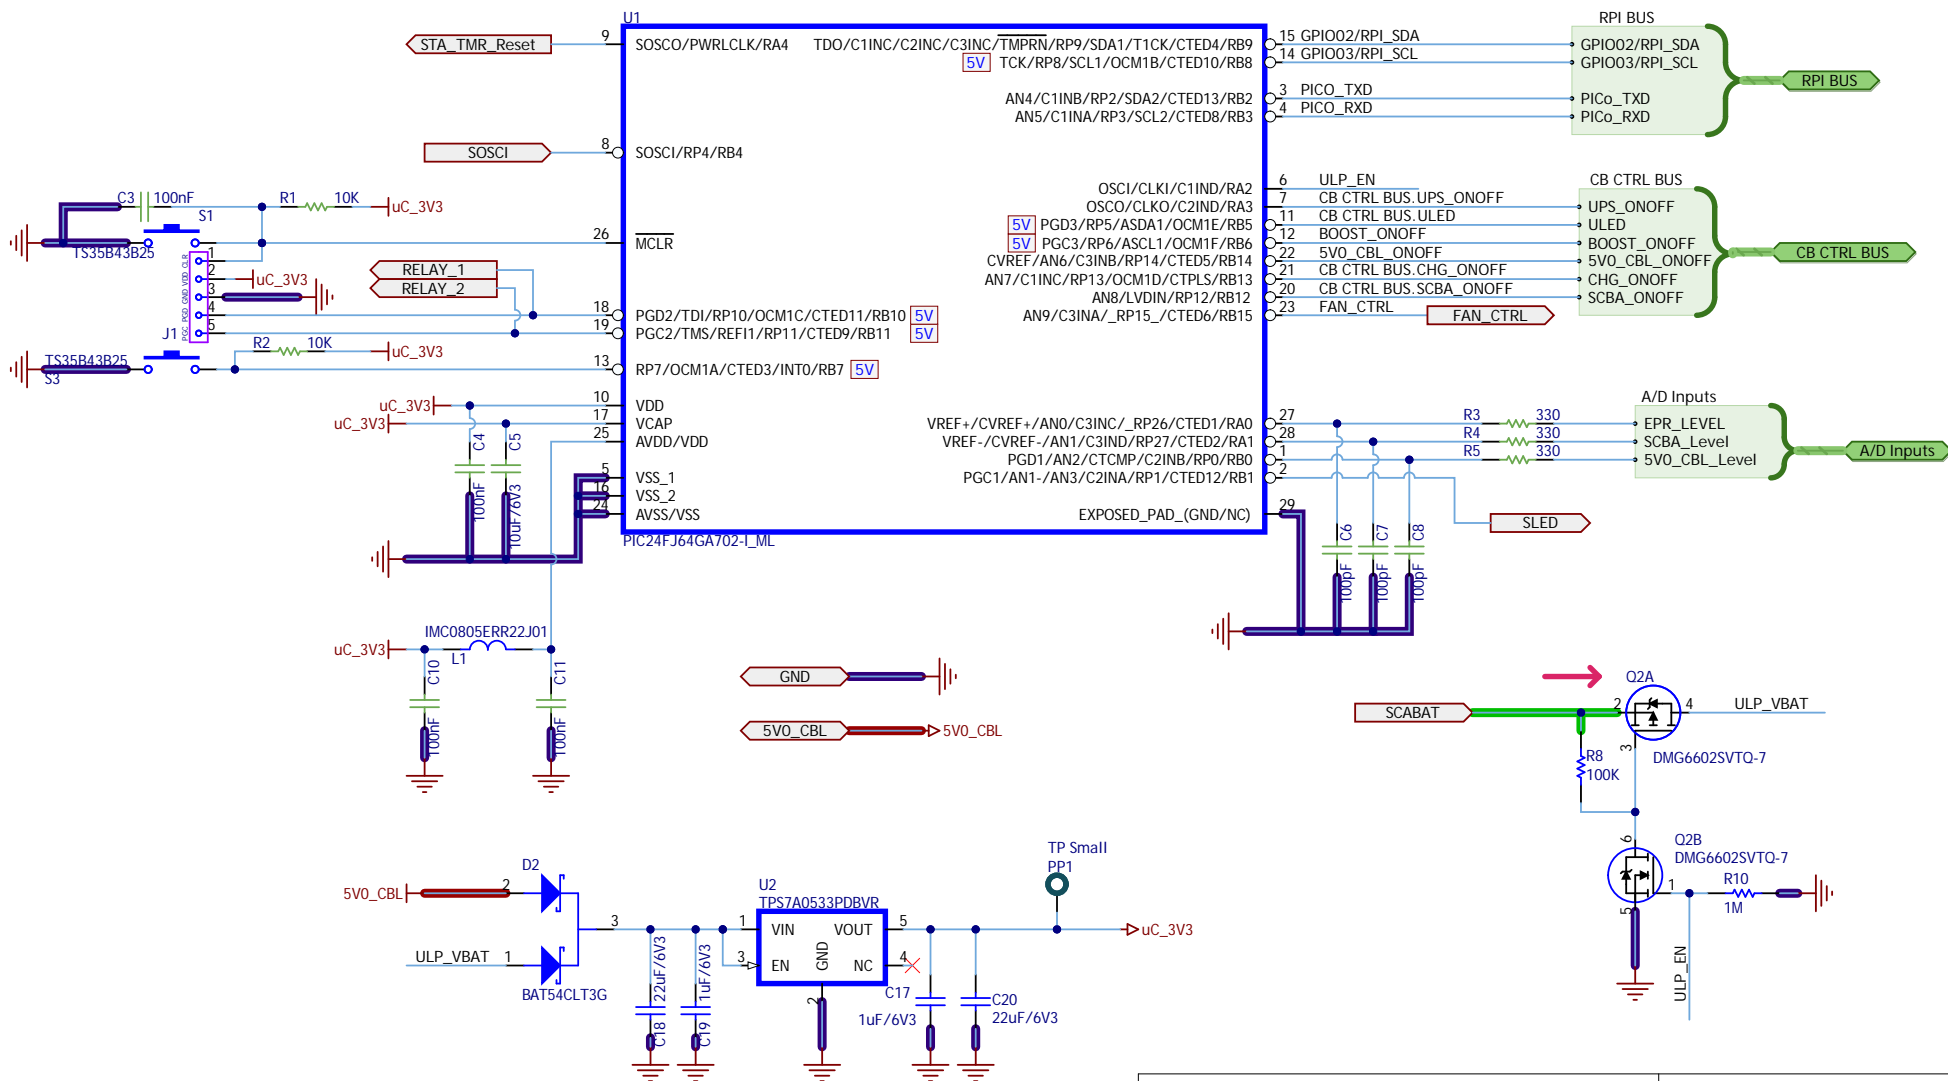 U1
RPI BUS
STA_TMR_Reset
9
SOSCO/PWRLCLK/RA4
TDO/C1INC/C2INC/C3INC/TMPRN/RP9/SDA1/T1CK/CTED4/RB9
15 GPIO02/RPI_SDA
GPIO02/RPI_SDA
5V
TCK/RP8/SCL1/OCM1B/CTED10/RB8
14 GPIO03/RPI_SCL
GPIO03/RPI_SCL
RPI BUS
AN4/C1INB/RP2/SDA2/CTED13/RB2
3 PICO_TXD
PICo_TXD
AN5/C1INA/RP3/SCL2/CTED8/RB3
4 PICO_RXD
PICo_RXD
SOSCI
8
SOSCI/RP4/RB4
CB CTRL BUS
OSCI/CLKI/C1IND/RA2
6 ULP_EN
C3 100nF
R1 10K
uC_3V3
OSCO/CLKO/C2IND/RA3
7 CB CTRL BUS.UPS_ONOFF
UPS_ONOFF
S1
5V
PGD3/RP5/ASDA1/OCM1E/RB5
11 CB CTRL BUS.ULED
ULED
26
MCLR
5V
PGC3/RP6/ASCL1/OCM1F/RB6
12 BOOST_ONOFF
BOOST_ONOFF
TS35B43B25
CVREF/AN6/C3INB/RP14/CTED5/RB14
22 5V0_CBL_ONOFF
5V0_CBL_ONOFF
CB CTRL BUS
1
CLR
RELAY_1
AN7/C1INC/RP13/OCM1D/CTPLS/RB13
21 CB CTRL BUS.CHG_ONOFF
CHG_ONOFF
2
VDD
uC_3V3
RELAY_2
AN8/LVDIN/RP12/RB12
20 CB CTRL BUS.SCBA_ONOFF
SCBA_ONOFF
3
GND
4
PGD
18
PGD2/TDI/RP10/OCM1C/CTED11/RB10
5V
AN9/C3INA/_RP15_/CTED6/RB15
23 FAN_CTRL
FAN_CTRL
J1
5
PGC
19
PGC2/TMS/REFI1/RP11/CTED9/RB11
5V
R2 10K
uC_3V3
TS35B43B25
S3
13
RP7/OCM1A/CTED3/INT0/RB7
5V
A/D Inputs
uC_3V3
10
VDD
uC_3V3
17
VCAP
VREF+/CVREF+/AN0/C3INC/_RP26/CTED1/RA0
27
R3 330
EPR_LEVEL
25
AVDD/VDD
VREF-/CVREF-/AN1/C3IND/RP27/CTED2/RA1
28
R4 330
SCBA_Level
A/D Inputs
PGD1/AN2/CTCMP/C2INB/RP0/RB0
1
R5 330
5V0_CBL_Level
5
VSS_1
PGC1/AN1-/AN3/C2INA/RP1/CTED12/RB1
2
16
VSS_2
24
AVSS/VSS
EXPOSED_PAD_(GND/NC)
29
SLED
C4
100nF
C5
10uF/6V3
PIC24FJ64GA702-I_ML
C6
100pF
C7
100pF
C8
100pF
IMC0805ERR22J01
uC_3V3
L1
C10
100nF
C11
100nF
GND
5V0_CBL
5V0_CBL
Q2A
SCABAT
2
4
ULP_VBAT
3
R8
100K
DMG6602SVTQ-7
6
Q2B
DMG6602SVTQ-7
1
R10
1M
5
ULP_EN
TP Small
PP1
D2
5V0_CBL
2
U2
TPS7A0533PDBVR
3
1
VIN
VOUT
5
uC_3V3
ULP_VBAT
1
3
EN
GND
NC
4
2
BAT54CLT3G
C18
22uF/6V3
C19
1uF/6V3
C17
1uF/6V3
C20
22uF/6V3